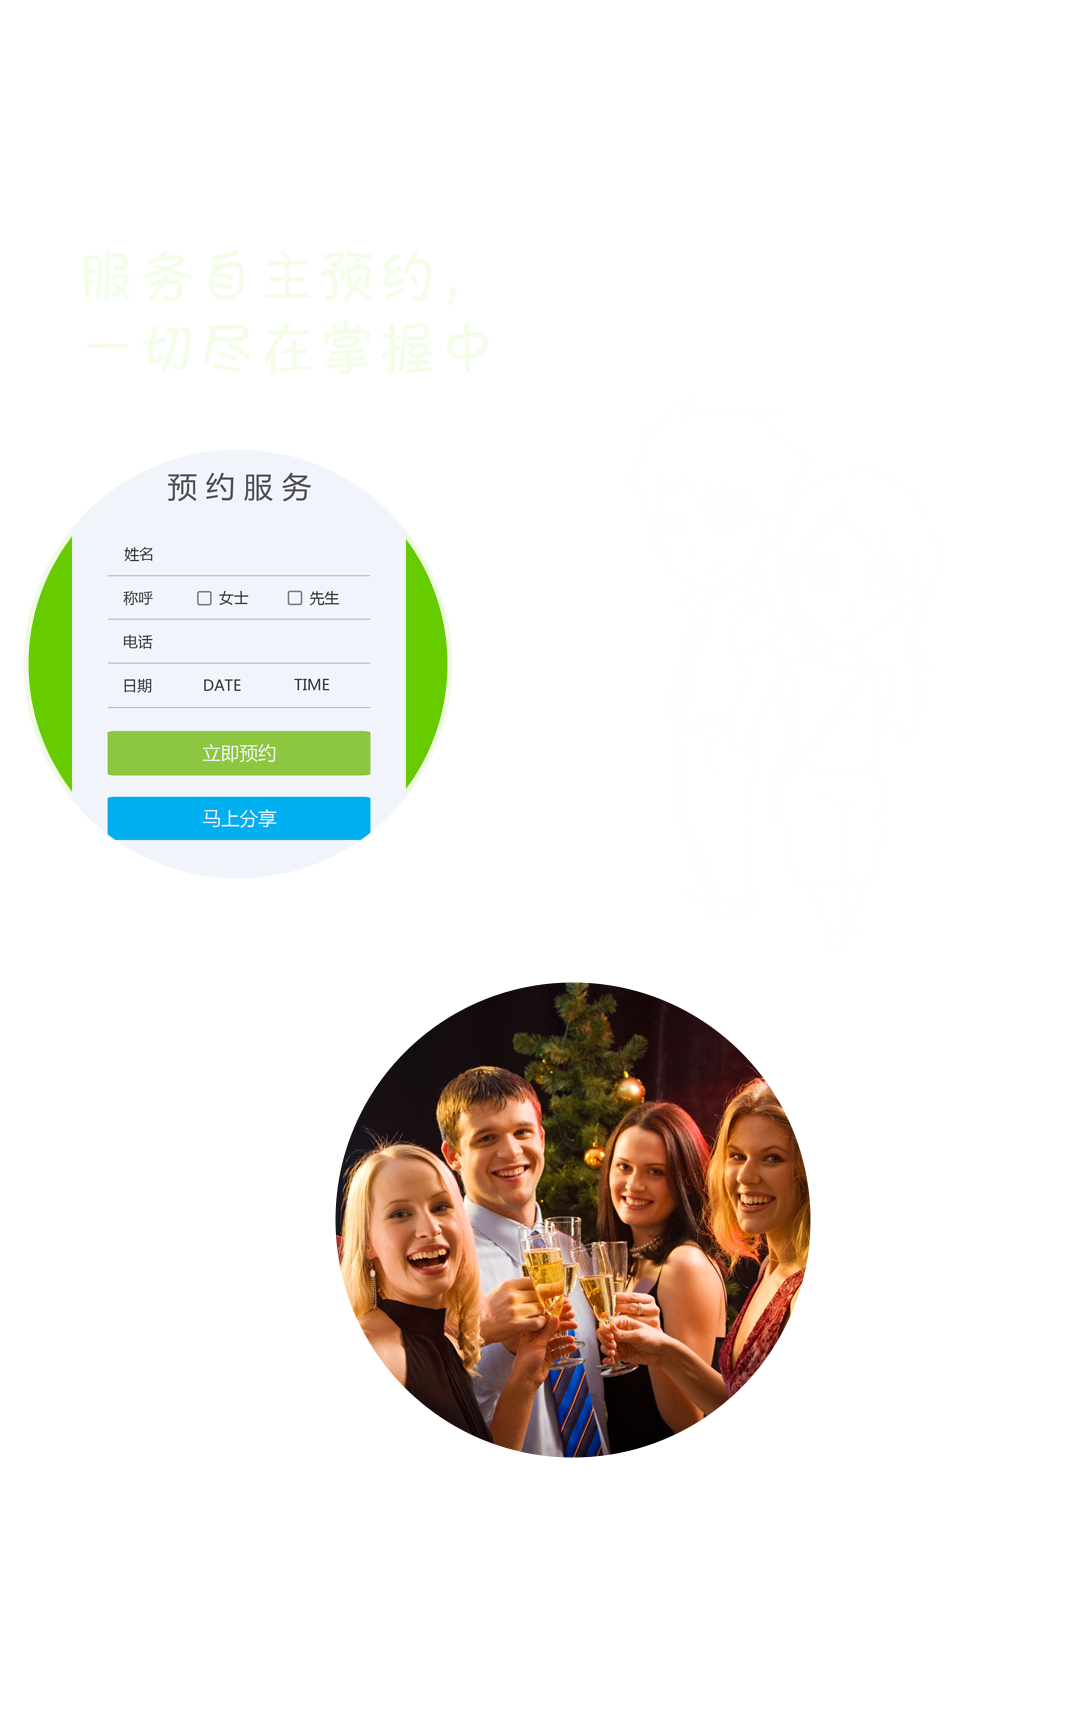 服务自主预约，
一切尽在掌握中
预约服务
姓名
称呼 女士 先生
电话
日期 DATE TIME
立即预约
马上分享